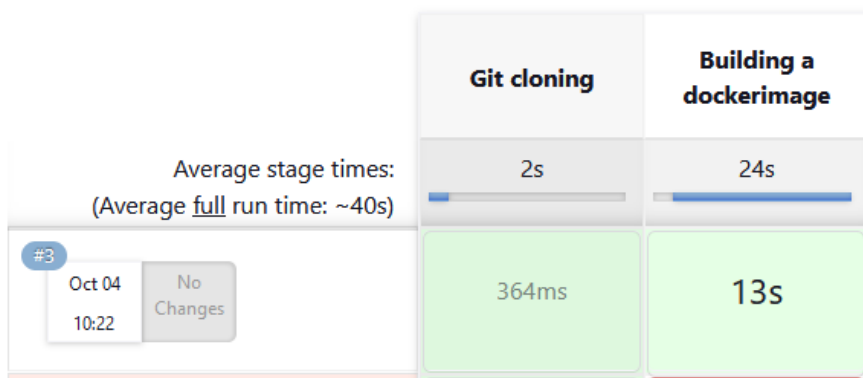 Git cloning
Building a
dockerimage
Average stage times:
2s
24s
(Average full run time: ~40s)
#3
Oct 04
10:22
No
Changes
364ms
13s